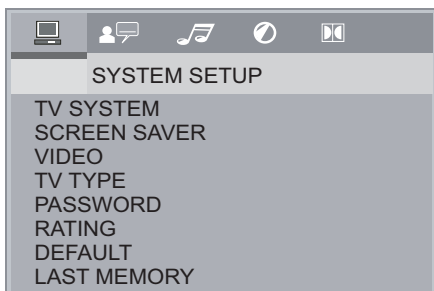 SYSTEM SETUP
TV SYSTEM
SCREEN SAVER
VIDEO
TV TYPE
PASSWORD
RATING
DEFAULT
LAST MEMORY